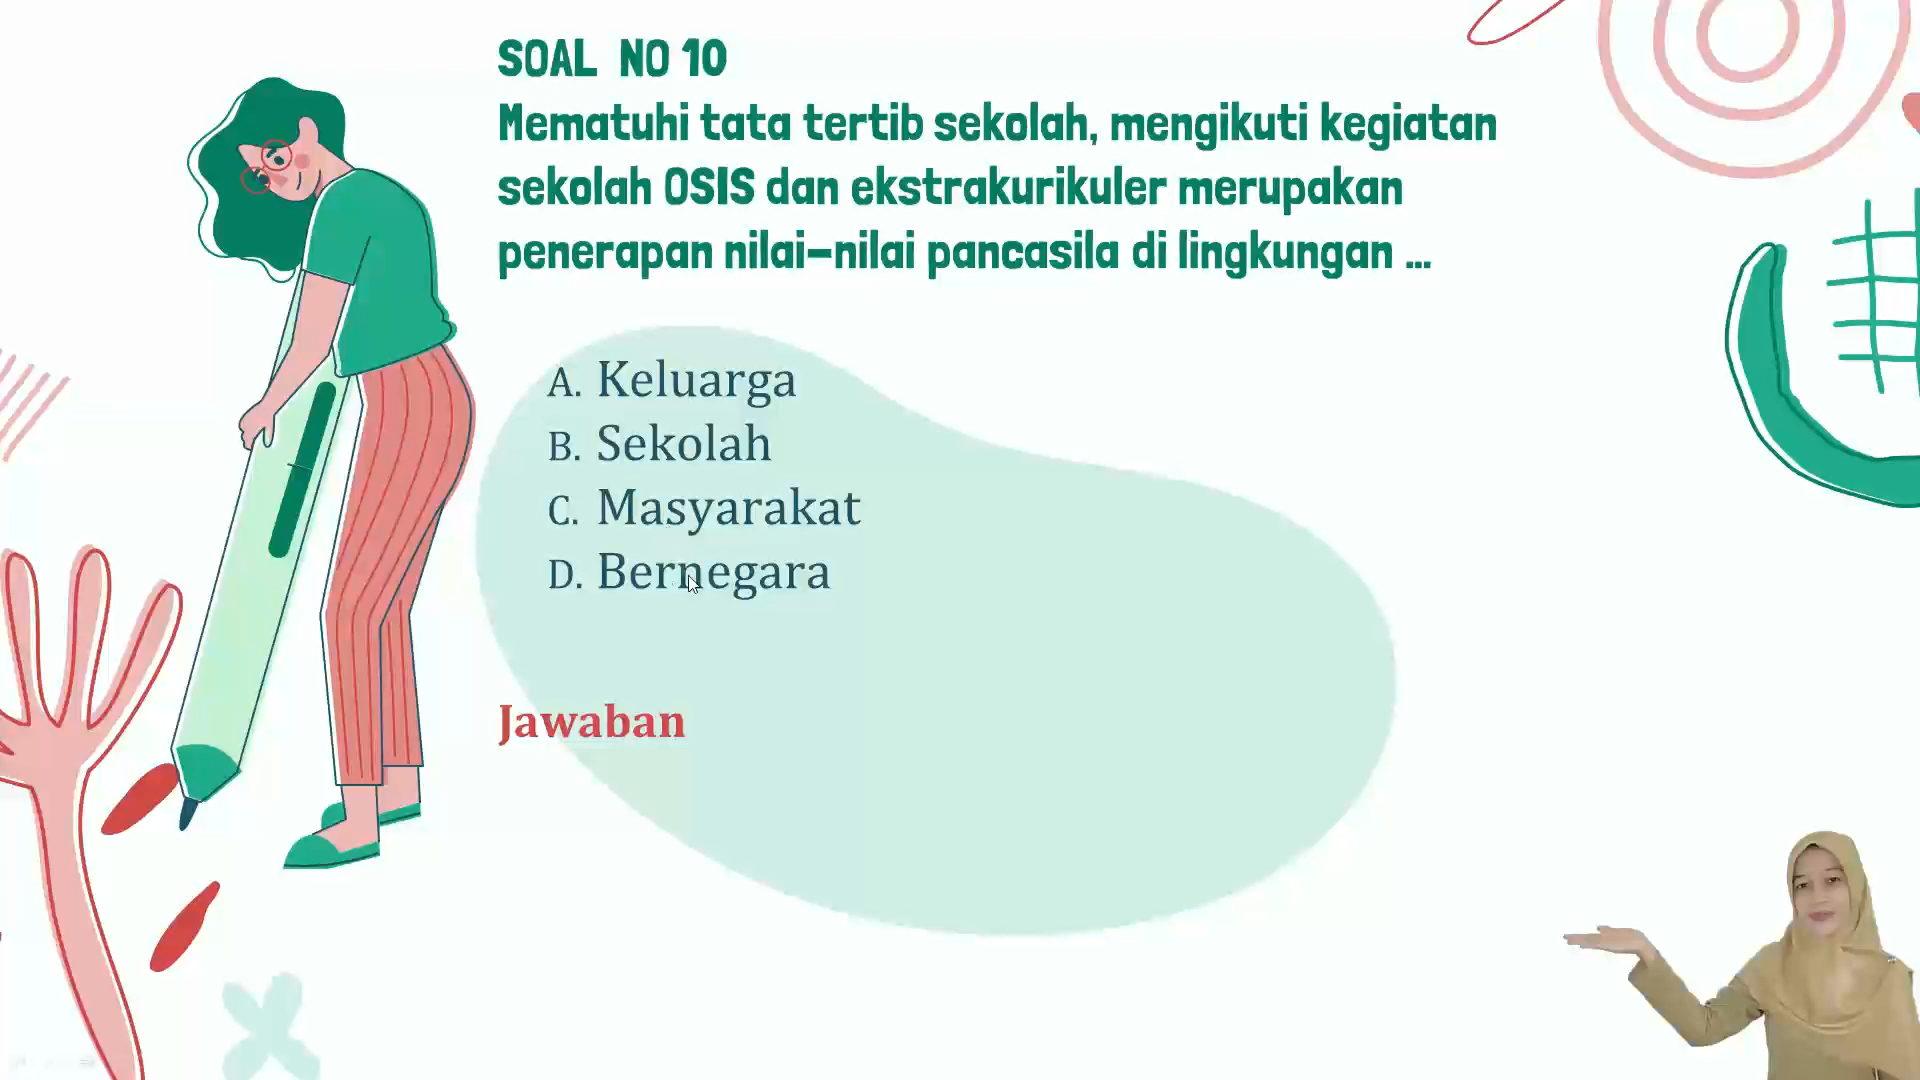 SOAL NO 10
Mematuhi tata tertib sekolah, mengikuti kegiatan
sekolah OSIS dan ekstrakurikuler merupakan
penerapan nilai-nilai pancasila di lingkungan ...
A. Keluarga
B. Sekolah
C. Masyarakat
D. Bernegara
Jawaban